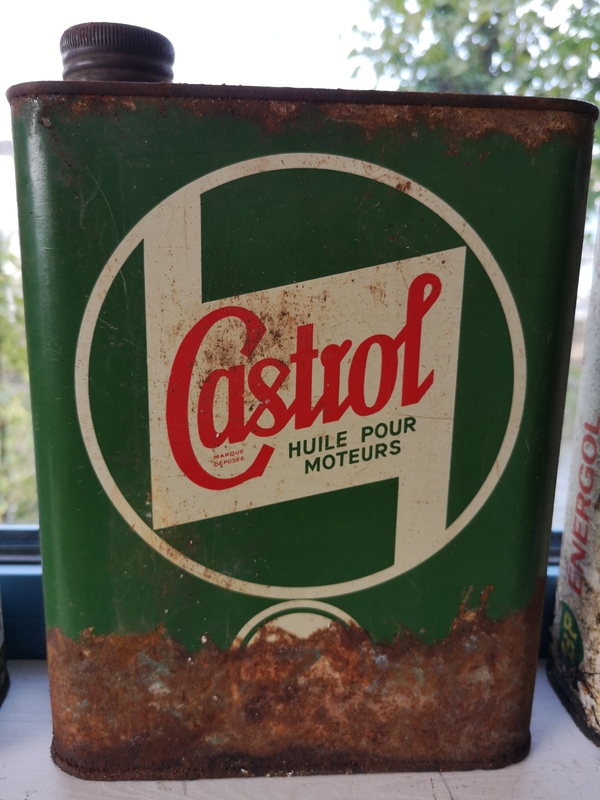 Castrol
MARQUE
DÉPOSÉE
HUILE POUR
MOTEURS
ENERGOL
BP